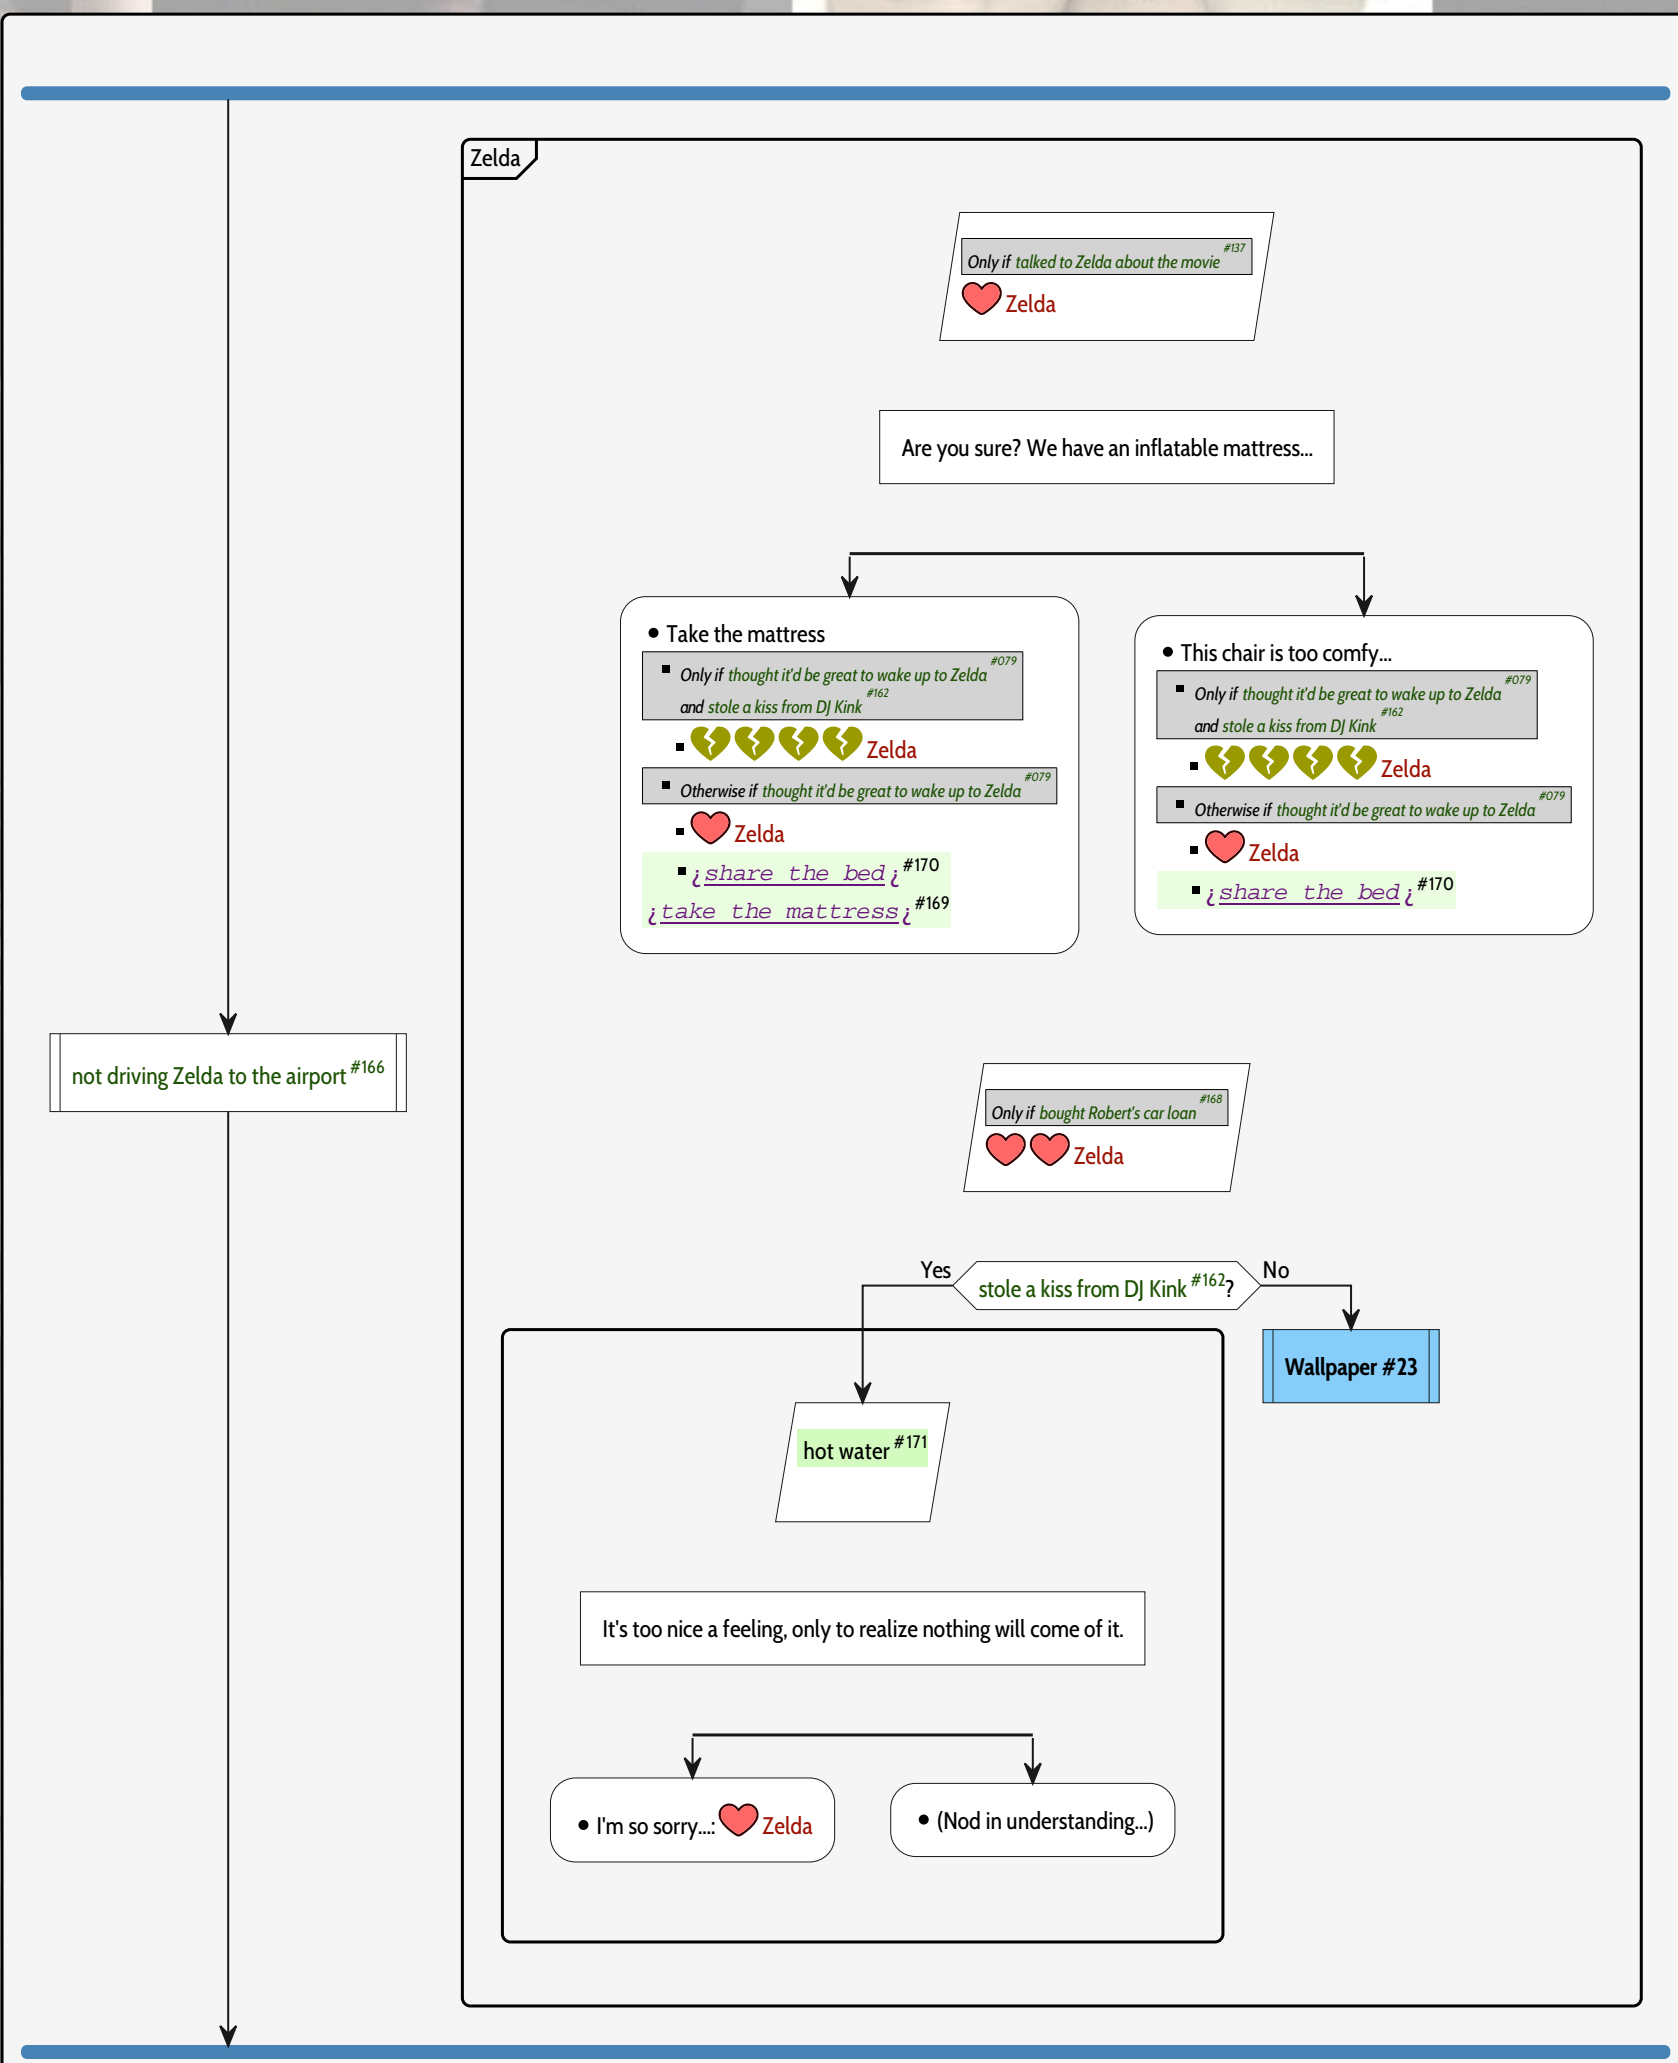 Zelda
#137
Only if talked to Zelda about the movie
Zelda
Are you sure? We have an inflatable mattress...
Take the mattress
#079
Only if thought it'd be great to wake up to Zelda
#162
and stole a kiss from DJ Kink
Zelda
#079
Otherwise if thought it'd be great to wake up to Zelda
Zelda
¿share the bed¿ #170
¿take the mattress¿ #169
This chair is too comfy...
#079
Only if thought it'd be great to wake up to Zelda
#162
and stole a kiss from DJ Kink
Zelda
#079
Otherwise if thought it'd be great to wake up to Zelda
Zelda
¿share the bed¿ #170
not driving Zelda to the airport #166
#168
Only if bought Robert's car loan
Zelda
Yes
stole a kiss from DJ Kink #162?
No
Wallpaper #23
hot water #171
It's too nice a feeling, only to realize nothing will come of it.
I'm so sorry...: Zelda
(Nod in understanding...)